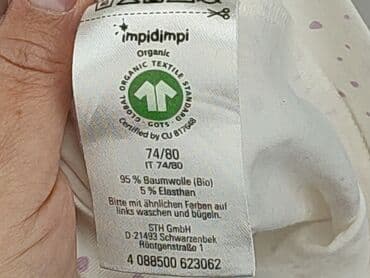 impidimpi
Organic
GLOBAL ORGANIC TEXTILE STANDARD
· GOTS ·
Certified by CU 817668
74/80
IT 74/80
95 % Baumwolle (Bio)
5 % Elasthan
Bitte mit ähnlichen Farben auf
links waschen und bügeln.
STH GmbH
D-21493 Schwarzenbek
Röntgenstraße 1
4 088500 623062